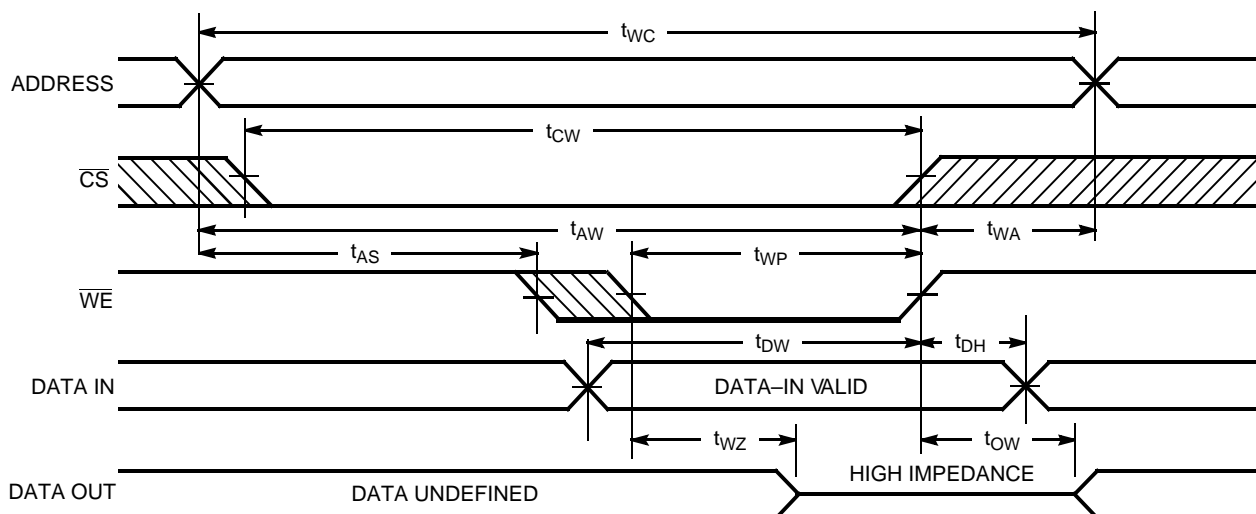 tWC
ADDRESS
tCW
CS
tAW
tWA
tAS
tWP
WE
tDW
tDH
DATA IN
DATA–IN VALID
tWZ
tOW
HIGH IMPEDANCE
DATA OUT
DATA UNDEFINED